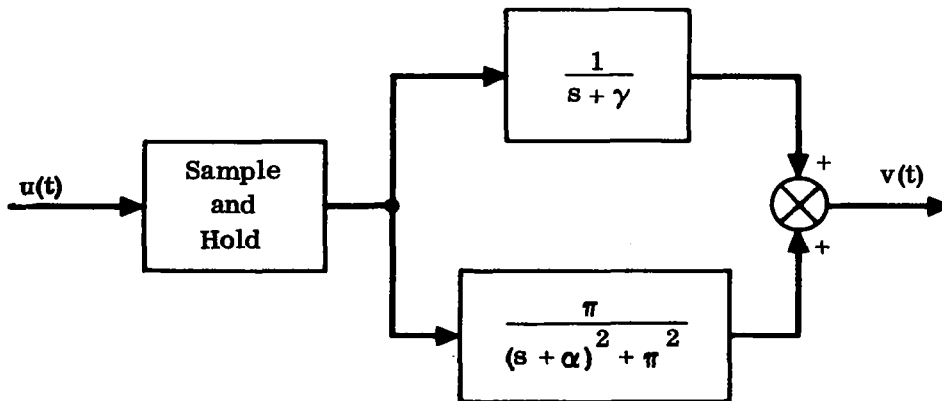 1
s + γ
Sample
and
Hold
u(t)
+
v(t)
+
π
(s + α)² + π²